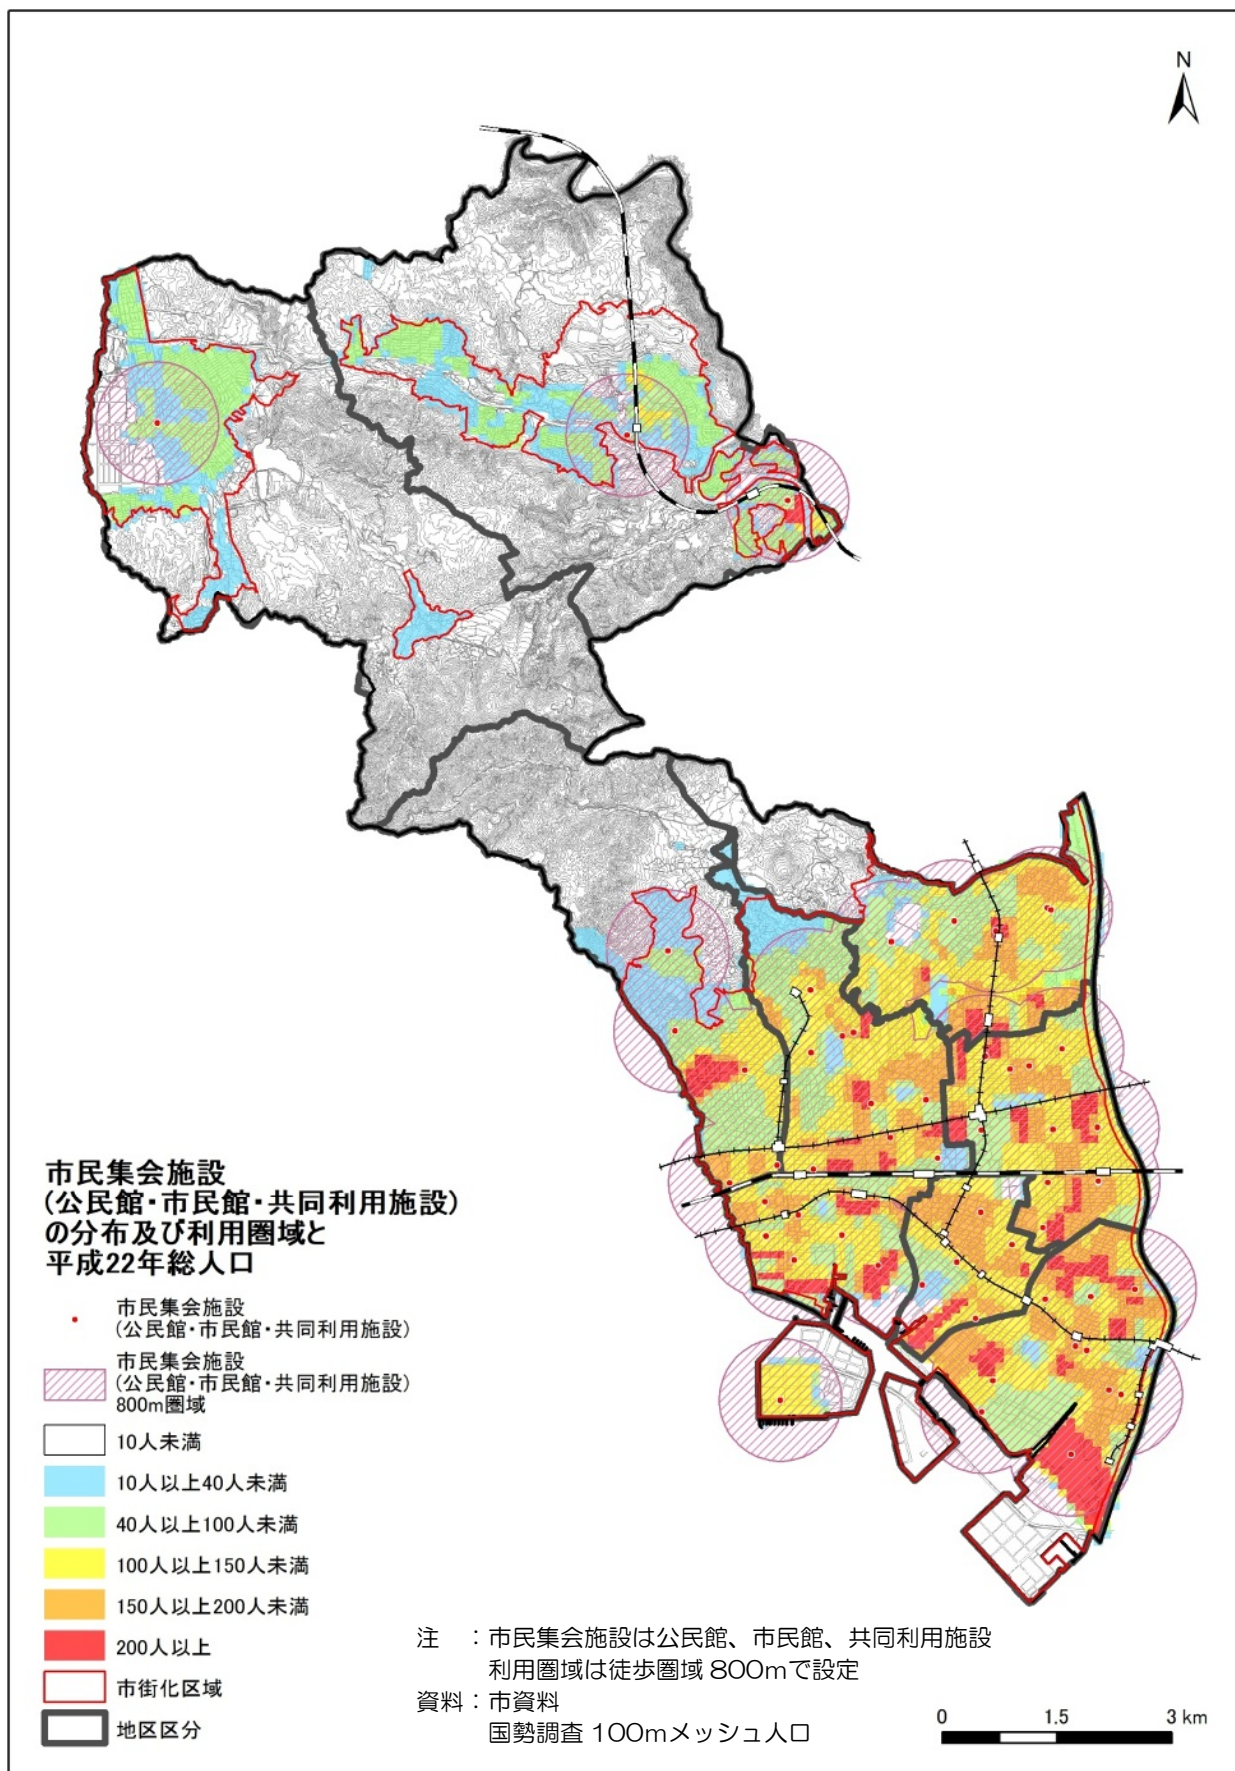 N
市民集会施設
(公民館・市民館・共同利用施設)
の分布及び利用圏域と
平成22年総人口
市民集会施設
(公民館・市民館・共同利用施設)
市民集会施設
(公民館・市民館・共同利用施設)
800m圏域
10人未満
10人以上40人未満
40人以上100人未満
100人以上150人未満
150人以上200人未満
200人以上
市街化区域
地区区分
注　：市民集会施設は公民館、市民館、共同利用施設
利用圏域は徒歩圏域 800mで設定
資料：市資料
国勢調査 100mメッシュ人口
0 1.5 3 km